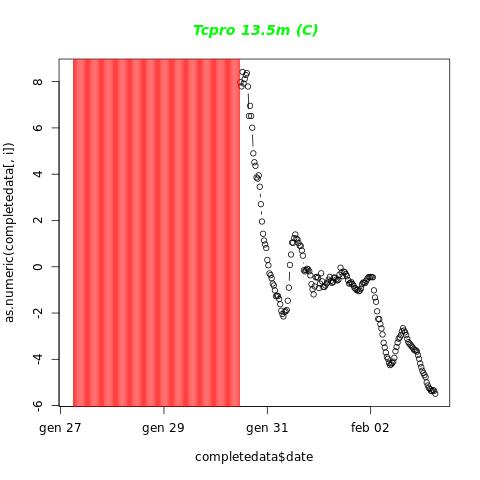 Tcpro 13.5m (C)
as.numeric(completedata[, i])
8
6
4
2
0
-2
-4
-6
gen 27 gen 29 gen 31 feb 02
completedata$date